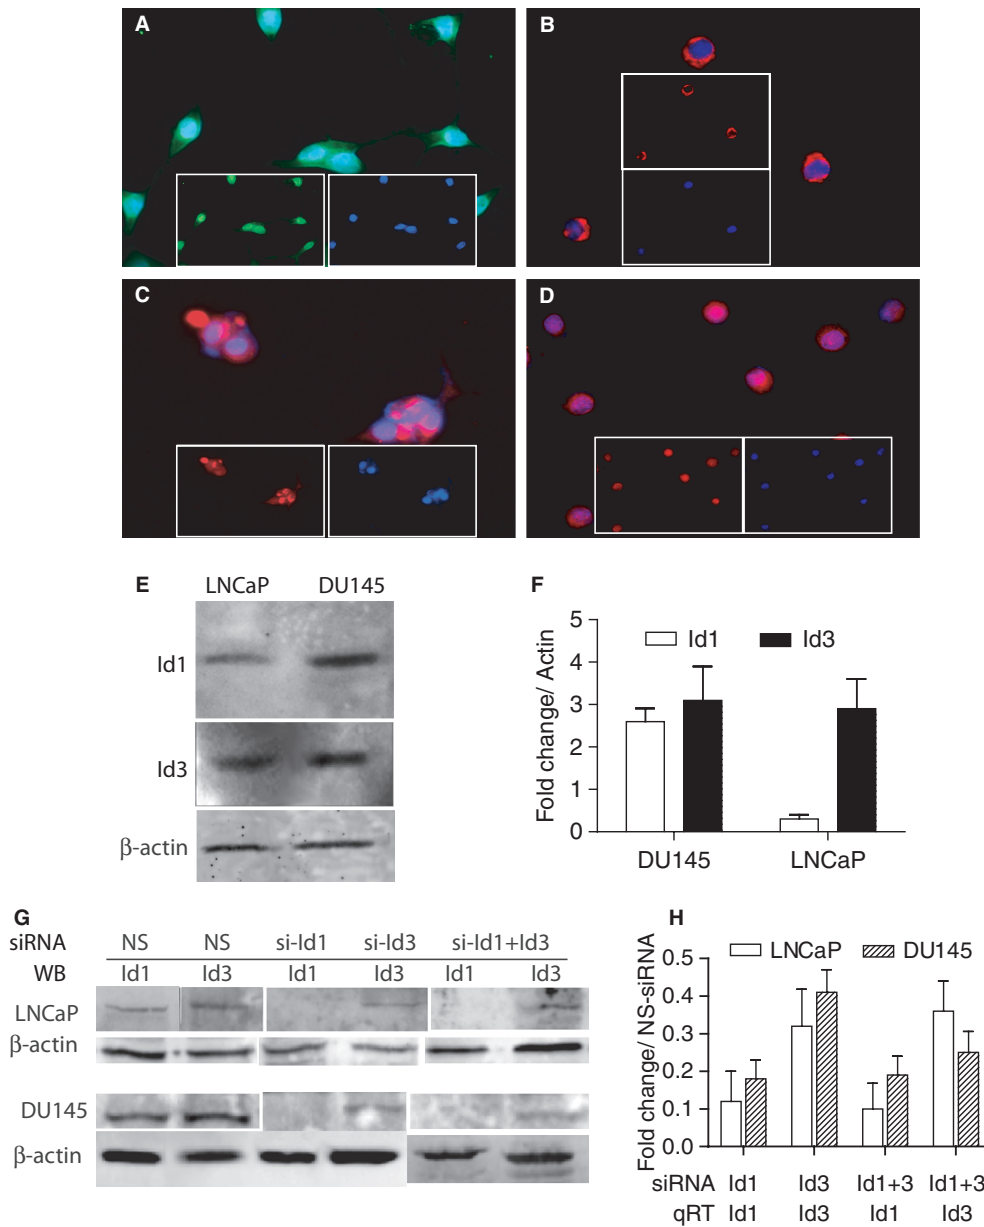 A
B
C
D
E
LNCaP DU145
Id1
Id3
β-actin
F
Fold change/ Actin
5
4
3
2
1
0
Id1 Id3
DU145 LNCaP
G
siRNA NS NS si-Id1 si-Id3 si-Id1+Id3
WB Id1 Id3 Id1 Id3 Id1 Id3
LNCaP
β-actin
DU145
β-actin
H
Fold change/ NS-siRNA
LNCaP DU145
0.5
0.4
0.3
0.2
0.1
0.0
siRNA Id1 Id3 Id1+3 Id1+3
qRT Id1 Id3 Id1 Id3